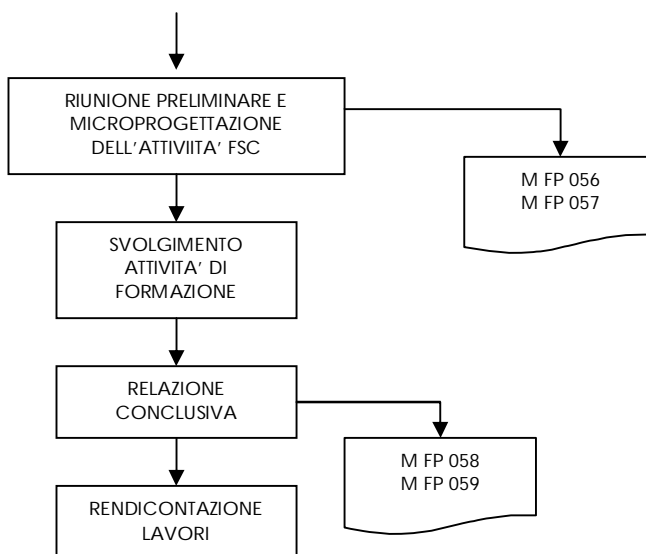 RIUNIONE PRELIMINARE E
MICROPROGETTAZIONE
DELL'ATTIVIITA' FSC
M FP 056
M FP 057
SVOLGIMENTO
ATTIVITA' DI
FORMAZIONE
RELAZIONE
CONCLUSIVA
M FP 058
M FP 059
RENDICONTAZIONE
LAVORI